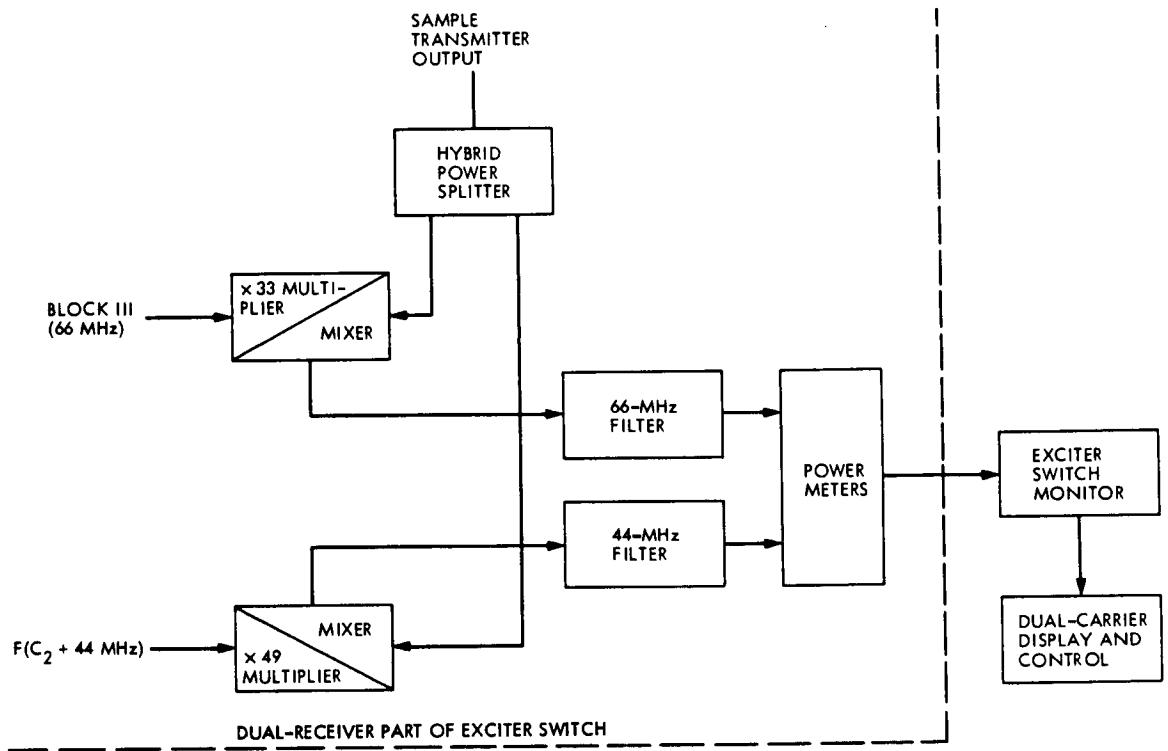 SAMPLE
TRANSMITTER
OUTPUT
HYBRID
POWER
SPLITTER
× 33 MULTI-
PLIER
MIXER
BLOCK III
(66 MHz)
66-MHz
FILTER
POWER
METERS
EXCITER
SWITCH
MONITOR
44-MHz
FILTER
MIXER
× 49
MULTIPLIER
F(C₂ + 44 MHz)
DUAL-CARRIER
DISPLAY AND
CONTROL
DUAL-RECEIVER PART OF EXCITER SWITCH